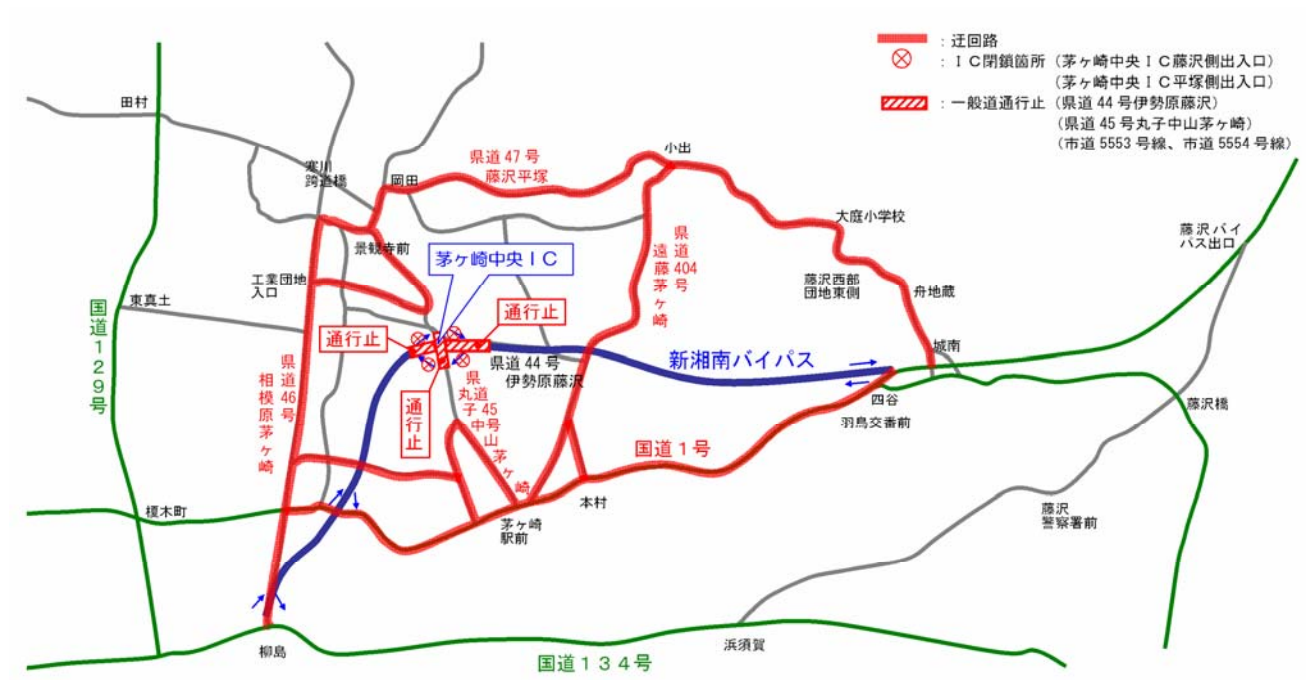 ：迂回路
：ＩＣ閉鎖箇所（茅ヶ崎中央ＩＣ藤沢側出入口）
（茅ヶ崎中央ＩＣ平塚側出入口）
：一般道通行止（県道44号伊勢原藤沢）
（県道45号丸子中山茅ヶ崎）
（市道5553号線、市道5554号線）
田村
寒川
跨道橋
岡田
県道47号
藤沢平塚
小出
大庭小学校
藤沢バイ
パス出口
景観寺前
茅ヶ崎中央ＩＣ
県道404号
遠藤茅ヶ崎
藤沢西部
団地東側
舟地蔵
工業団地
入口
東真土
国道１２９号
通行止
通行止
通行止
県道44号
伊勢原藤沢
新湘南バイパス
城南
県道46号
相模原茅ヶ崎
県道45号
丸子中山茅ヶ崎
四谷
羽鳥交番前
藤沢橋
国道１号
本村
茅ヶ崎
駅前
榎木町
藤沢
警察署前
柳島
浜須賀
国道１３４号